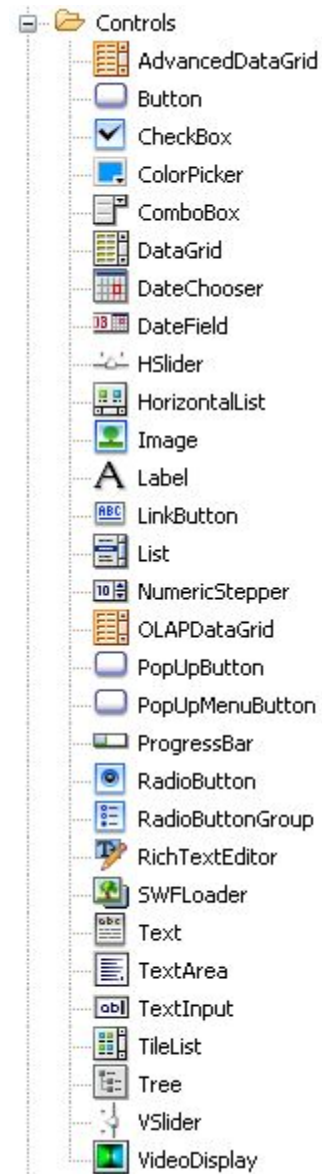 Controls
AdvancedDataGrid
Button
CheckBox
ColorPicker
ComboBox
DataGrid
DateChooser
DateField
HSlider
HorizontalList
Image
Label
LinkButton
List
NumericStepper
OLAPDataGrid
PopUpButton
PopUpMenuButton
ProgressBar
RadioButton
RadioButtonGroup
RichTextEditor
SWFLoader
Text
TextArea
TextInput
TileList
Tree
VSlider
VideoDisplay